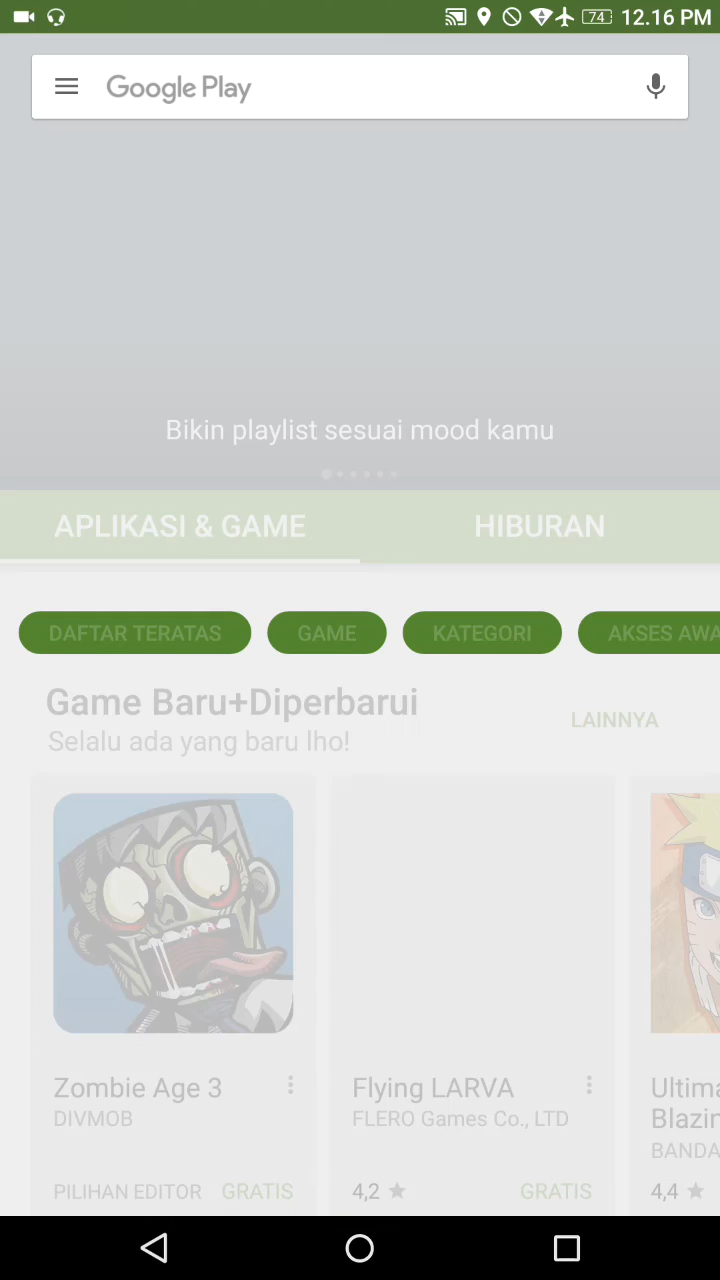 74 12.16 PM
Google Play
Bikin playlist sesuai mood kamu
APLIKASI & GAME HIBURAN
DAFTAR TERATAS GAME KATEGORI AKSES AWA
Game Baru+Diperbarui
LAINNYA
Selalu ada yang baru lho!
Zombie Age 3
DIVMOB
PILIHAN EDITOR GRATIS
Flying LARVA
FLERO Games Co., LTD
4,2 GRATIS
Ultima
Blazin
BANDA
4,4